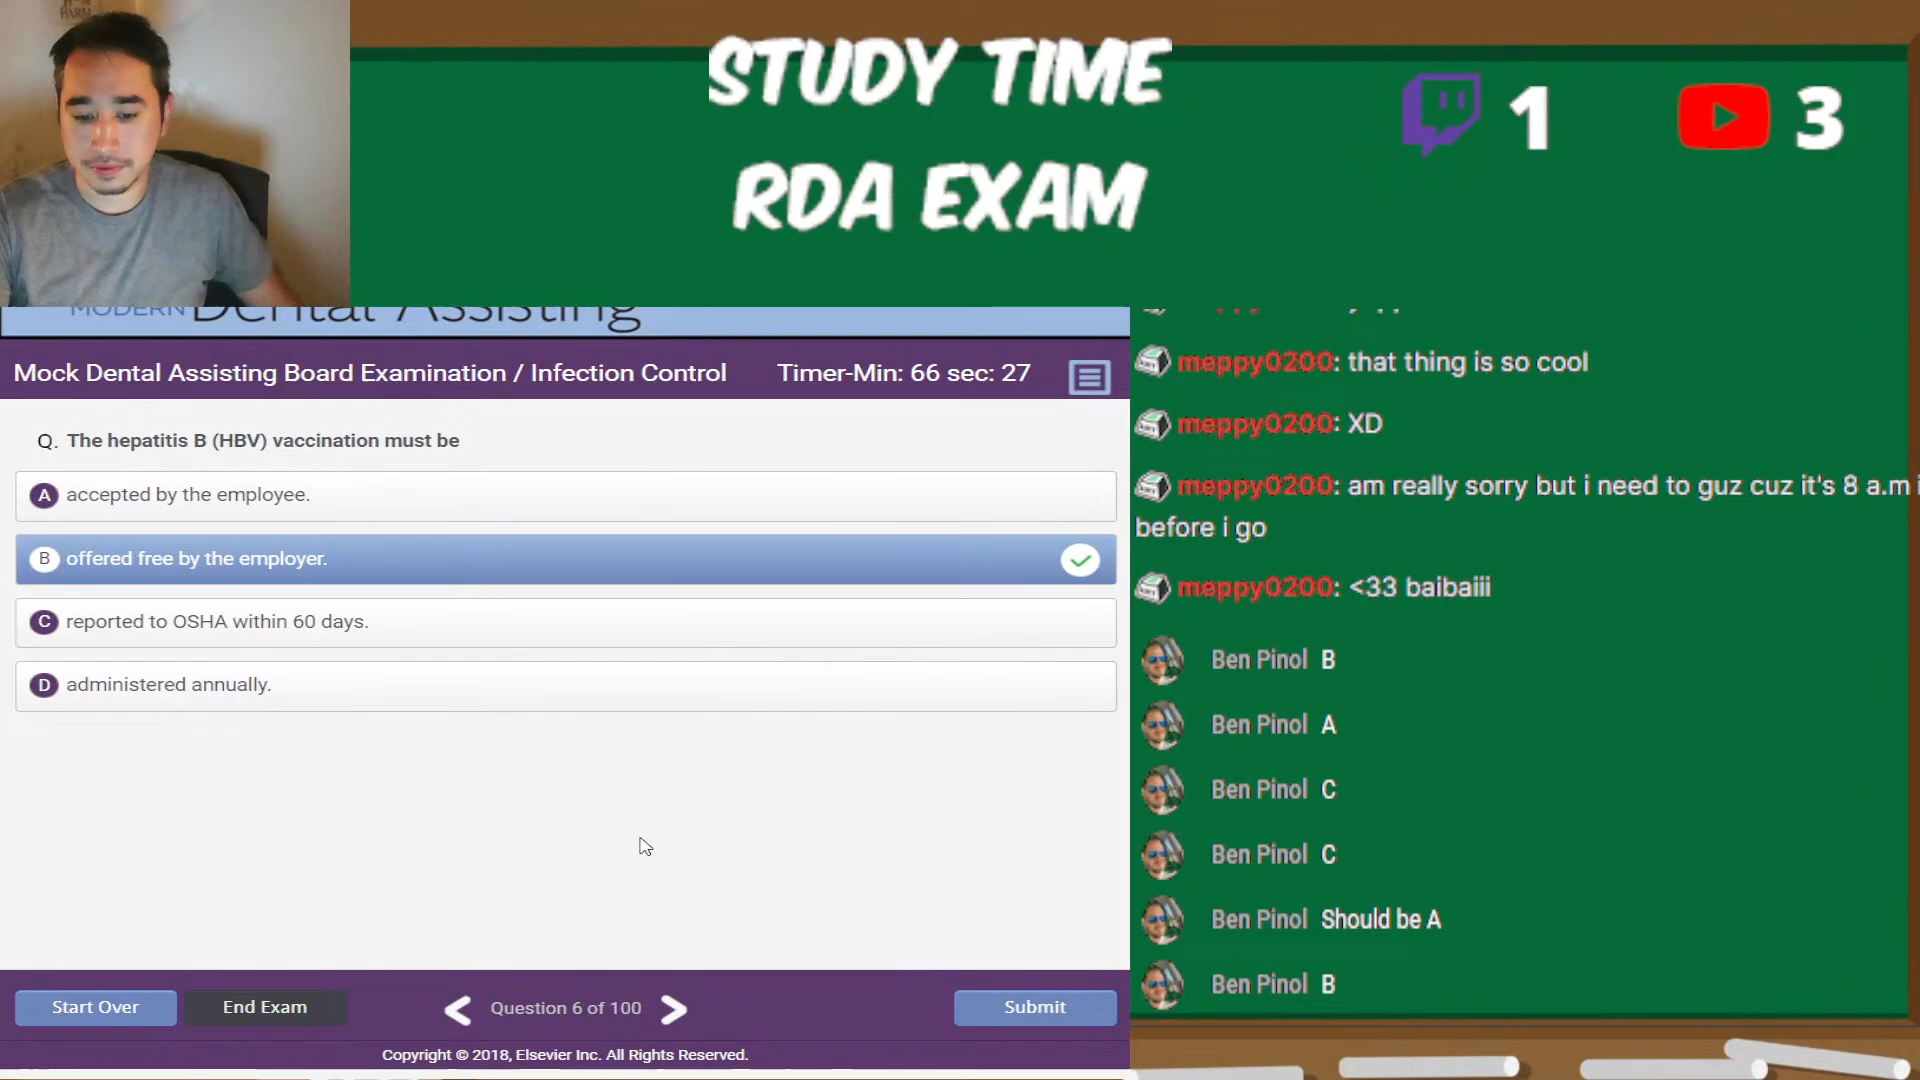 STUDY TIME
RDA EXAM
1
3
MODERN Dental Assisting
Mock Dental Assisting Board Examination / Infection Control
Timer-Min: 66 sec: 27
Q. The hepatitis B (HBV) vaccination must be
A accepted by the employee.
B offered free by the employer.
C reported to OSHA within 60 days.
D administered annually.
Start Over
End Exam
Question 6 of 100
Submit
Copyright © 2018, Elsevier Inc. All Rights Reserved.
meppy0200: that thing is so cool
meppy0200: XD
meppy0200: am really sorry but i need to guz cuz it's 8 a.m i
before i go
meppy0200: <33 baibaiii
Ben Pinol B
Ben Pinol A
Ben Pinol C
Ben Pinol C
Ben Pinol Should be A
Ben Pinol B